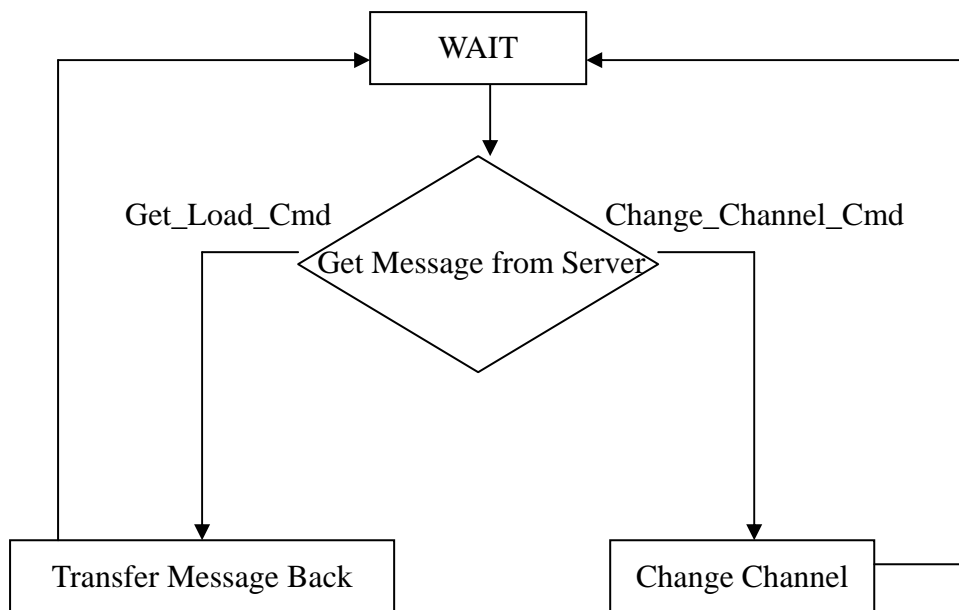 WAIT
Get_Load_Cmd
Change_Channel_Cmd
Get Message from Server
Transfer Message Back
Change Channel